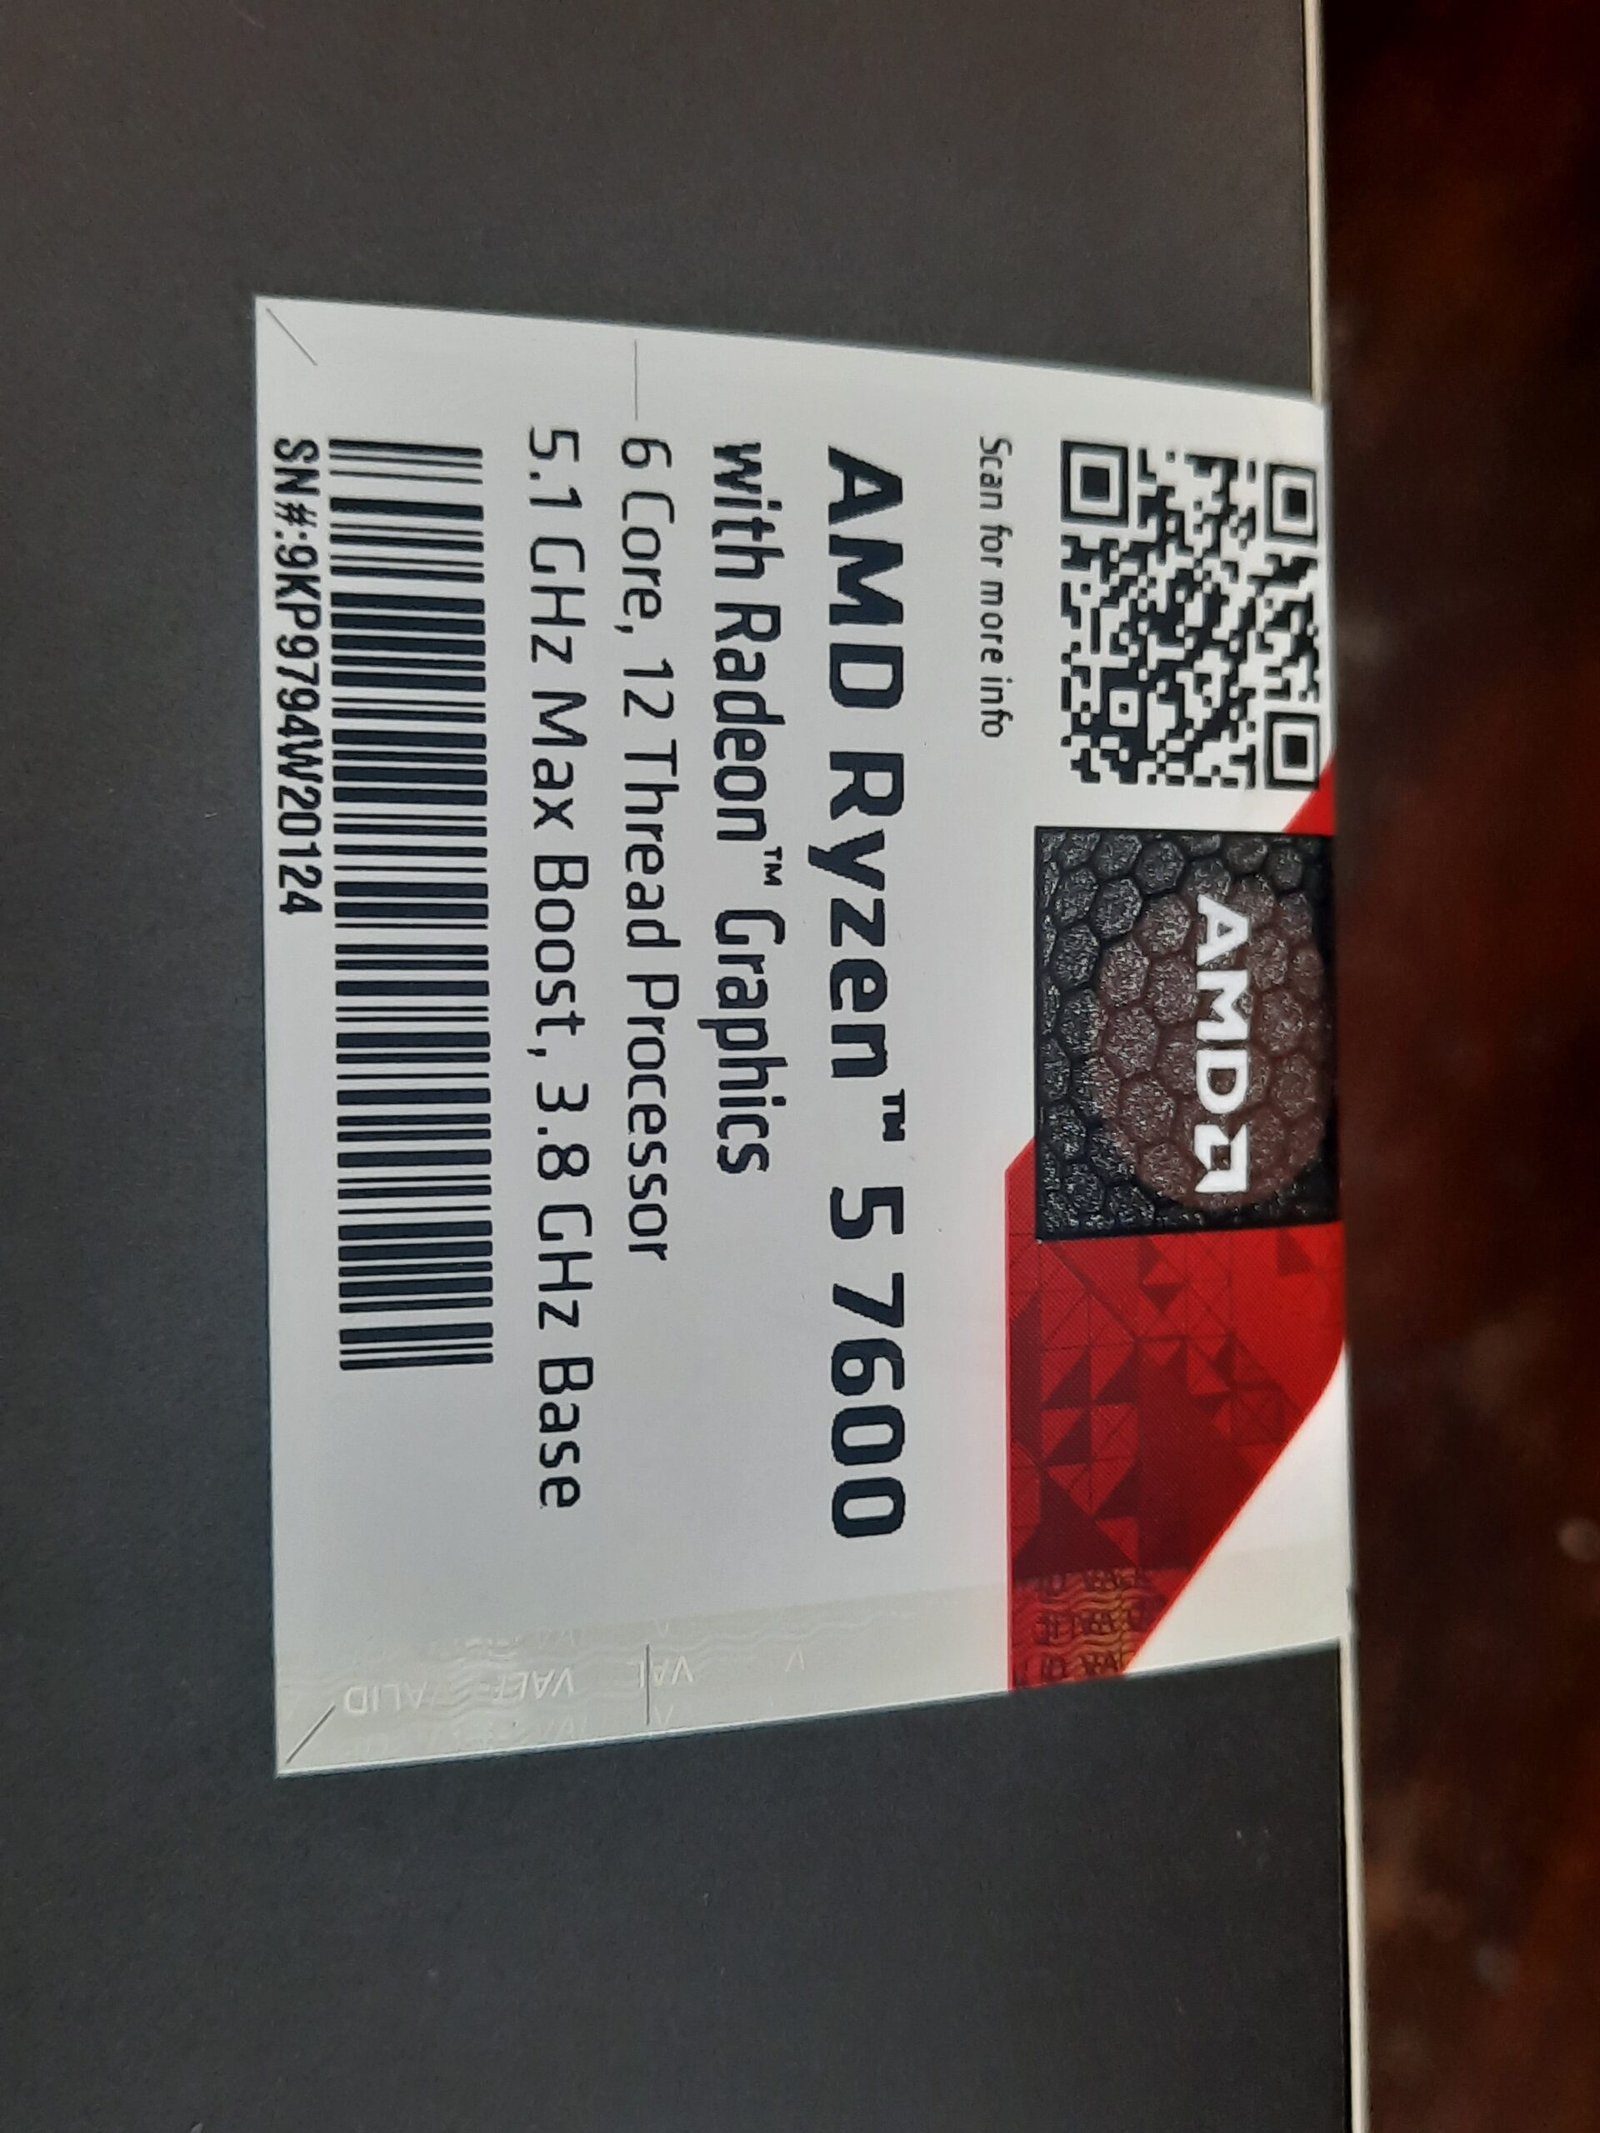 AMD
Scan for more info
AMD Ryzen™ 5 7600
with Radeon™ Graphics
6 Core, 12 Thread Processor
5.1 GHz Max Boost, 3.8 GHz Base
SN#:9KP9794W20124